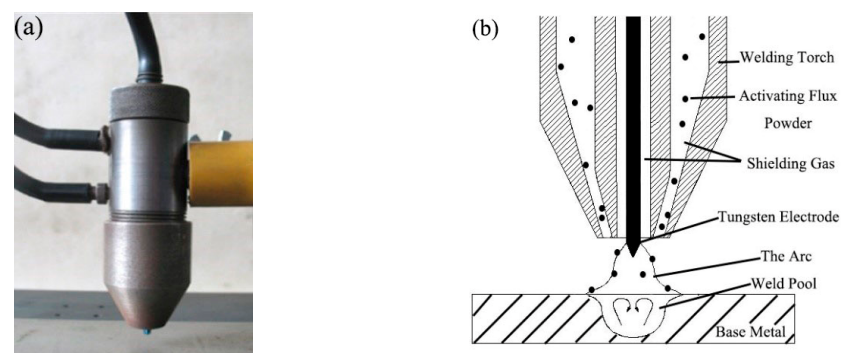 (a)
(b)
Welding Torch
Activating Flux
Powder
Shielding Gas
Tungsten Electrode
The Arc
Weld Pool
Base Metal